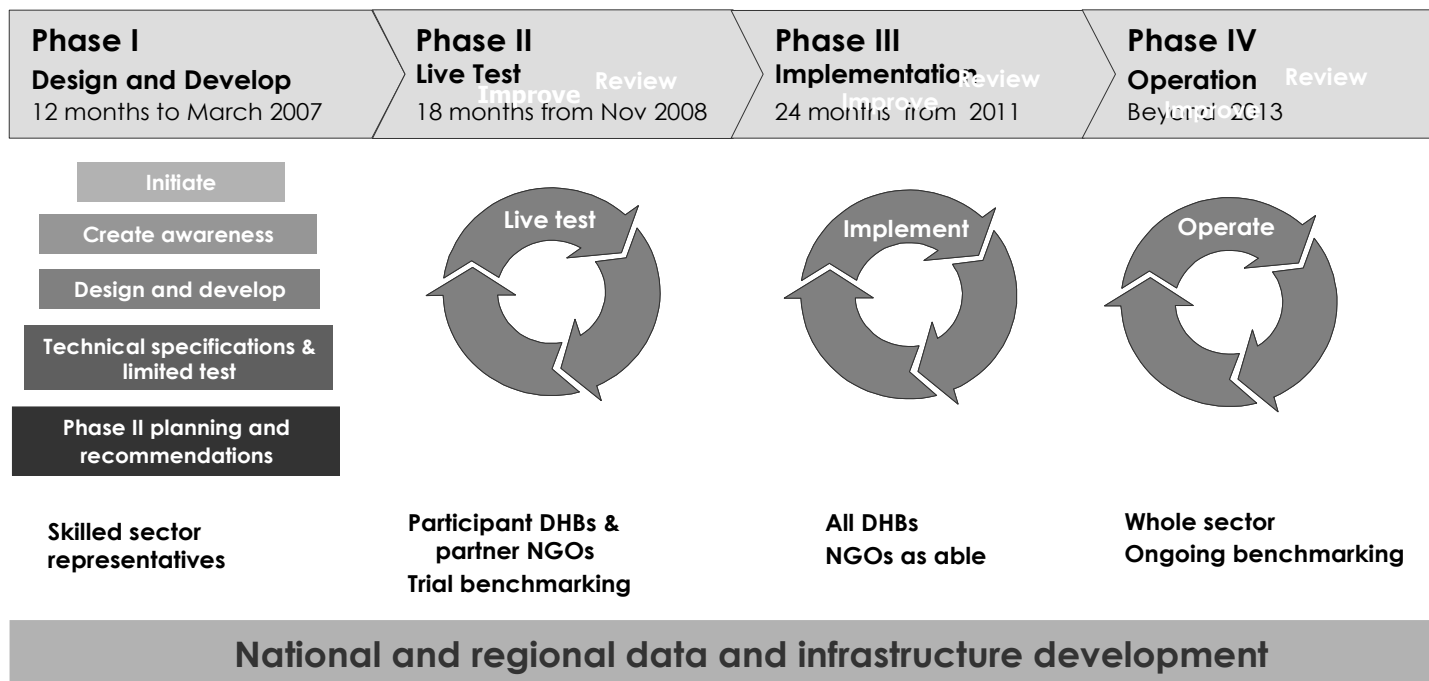 Phase I
Design and Develop
12 months to March 2007
Phase II
Live Test
Improve
Review
18 months from Nov 2008
Phase III
Implementation
Review
Improve
24 months from 2011
Phase IV
Operation
Review
Improve
Beyond 2013
Initiate
Create awareness
Design and develop
Technical specifications &
limited test
Phase II planning and
recommendations
Live test
Implement
Operate
Skilled sector
representatives
Participant DHBs &
partner NGOs
Trial benchmarking
All DHBs
NGOs as able
Whole sector
Ongoing benchmarking
National and regional data and infrastructure development